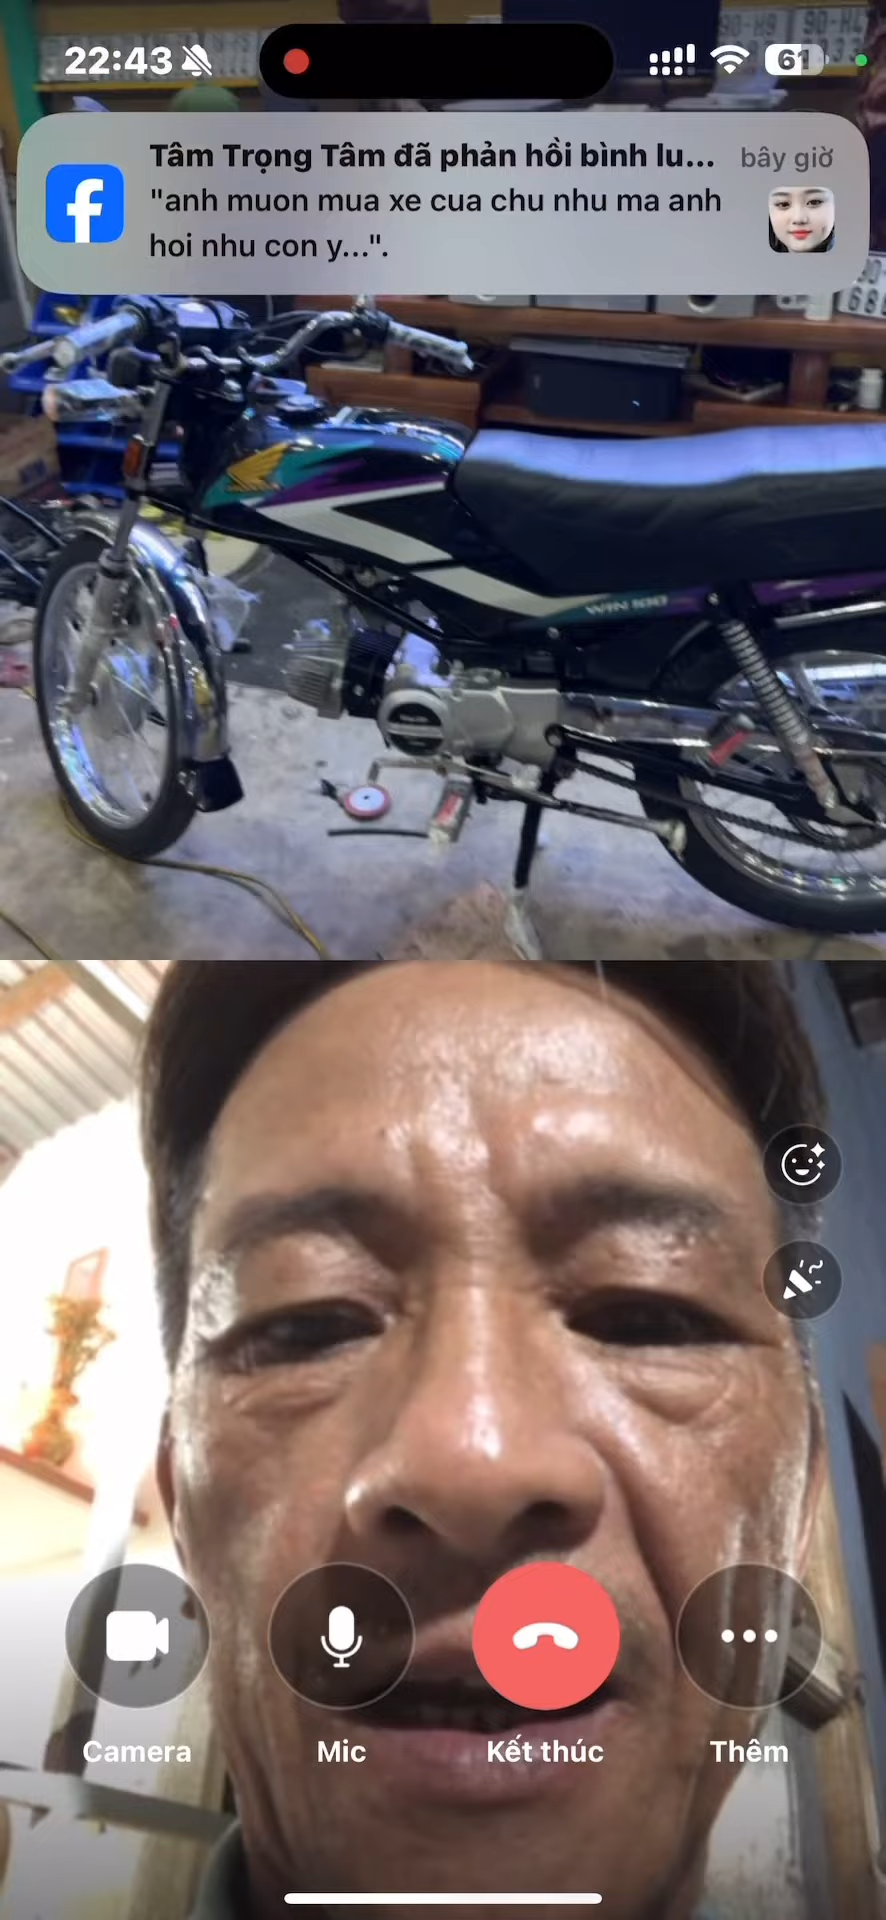 22:43
61
Tâm Trọng Tâm đã phản hồi bình lu...
bây giờ
"anh muon mua xe cua chu nhu ma anh
hoi nhu con y...".
WIN 100
Camera
Mic
Kết thúc
Thêm